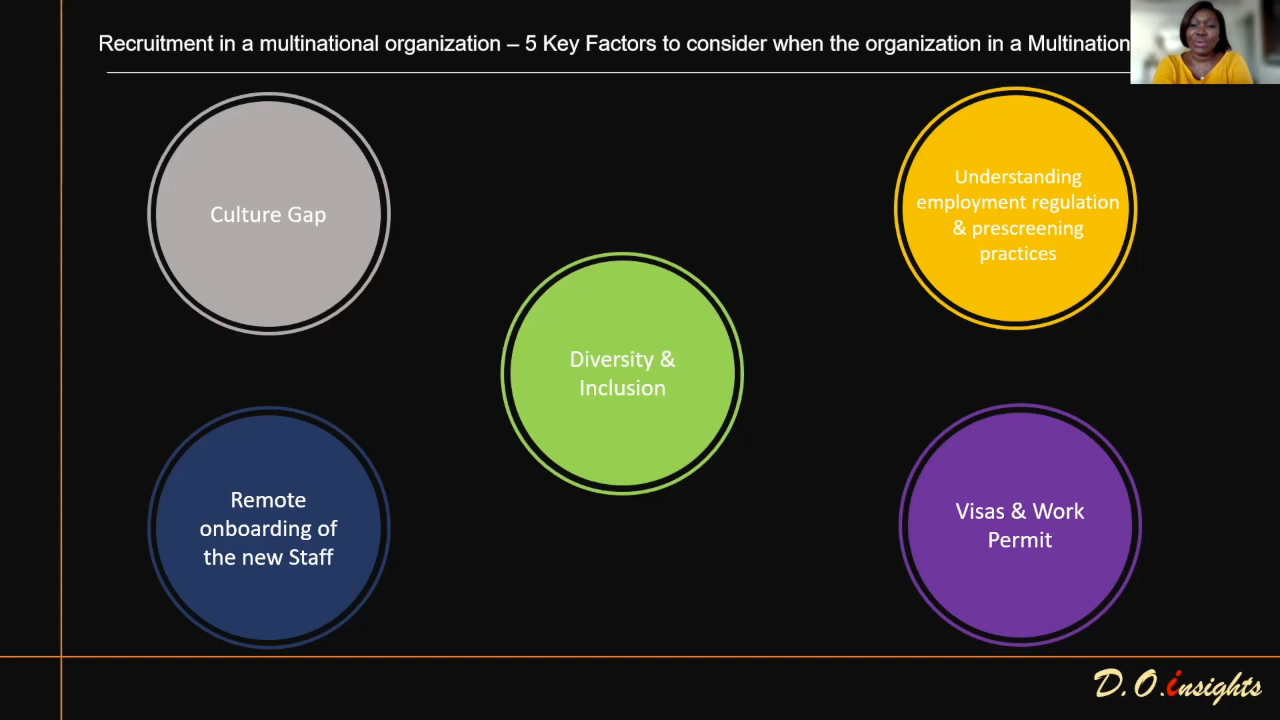 Recruitment in a multinational organization – 5 Key Factors to consider when the organization in a Multination
Culture Gap
Understanding
employment regulation
& prescreening
practices
Diversity &
Inclusion
Remote
onboarding of
the new Staff
Visas & Work
Permit
D.O.insights